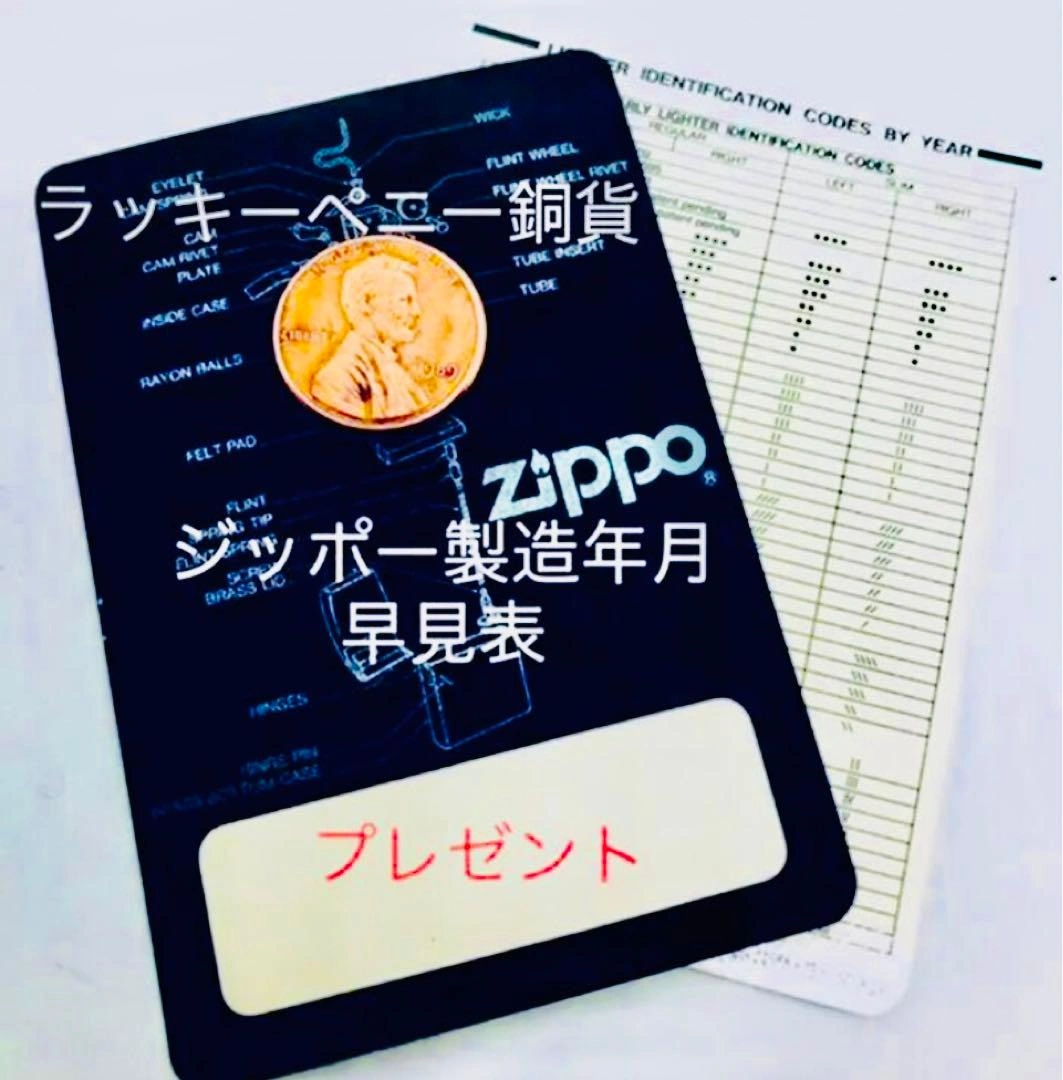 IDENTIFICATION CODES BY YEAR
LIGHTER IDENTIFICATION CODES
REGULAR
RIGHT
LEFT
SLIM
RIGHT
pending
pending
WICK
FLINT WHEEL
FLINT WHEEL RIVET
TUBE INSERT
TUBE
EYELET
CAM
CAM RIVET
PLATE
INSIDE CASE
RAYON BALLS
FELT PAD
FLINT
SPRING TIP
BRASS LID
HINGES
ラッキーペニー銅貨
zippo
®
ジッポー製造年月
早見表
プレゼント